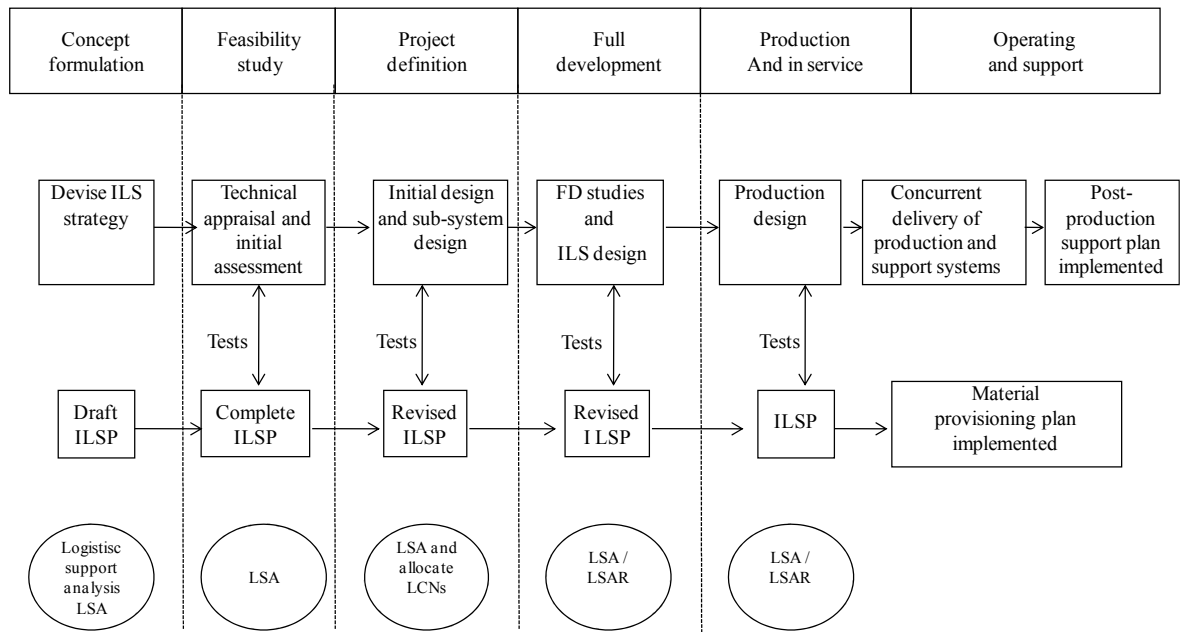 Concept
formulation
Feasibility
study
Project
definition
Full
development
Production
And in service
Operating
and support
Devise ILS
strategy
Technical
appraisal and
initial
assessment
Initial design
and sub-system
design
FD studies
and
ILS design
Production
design
Concurrent
delivery of
production and
support systems
Post-
production
support plan
implemented
Tests
Tests
Tests
Tests
Draft
ILSP
Complete
ILSP
Revised
ILSP
Revised
I LSP
ILSP
Material
provisioning plan
implemented
Logistisc
support
analysis
LSA
LSA
LSA and
allocate
LCNs
LSA /
LSAR
LSA /
LSAR